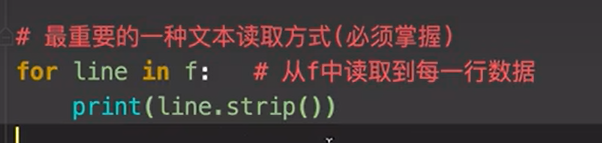 # 最重要的一种文本读取方式(必须掌握)
for line in f:   # 从f中读取到每一行数据
    print(line.strip())